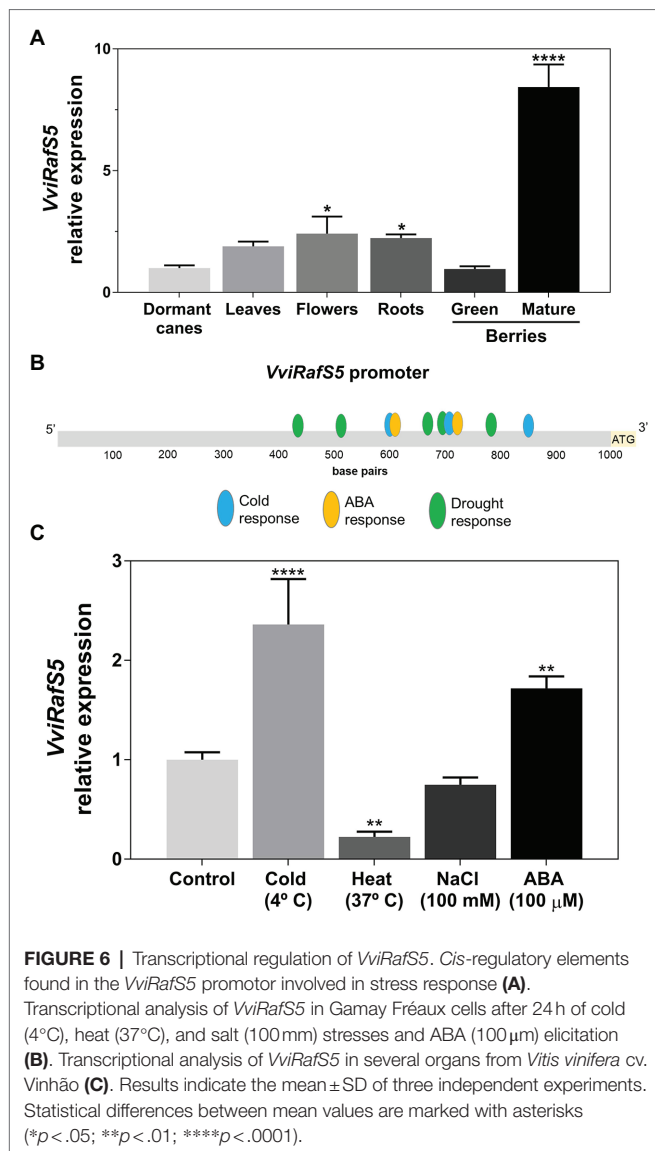 A
VviRafS5
relative expression
10
5
0
*
*
****
Dormant
canes
Leaves
Flowers
Roots
Green
Mature
Berries
B
VviRafS5 promoter
5'
3'
ATG
100 200 300 400 500 600 700 800 900 1000
base pairs
Cold
response
ABA
response
Drought
response
C
VviRafS5
relative expression
3
2
1
0
****
**
**
Control
Cold
(4º C)
Heat
(37º C)
NaCl
(100 mM)
ABA
(100 μM)
FIGURE 6 | Transcriptional regulation of VviRafS5. Cis-regulatory elements
found in the VviRafS5 promotor involved in stress response (A).
Transcriptional analysis of VviRafS5 in Gamay Fréaux cells after 24 h of cold
(4°C), heat (37°C), and salt (100 mm) stresses and ABA (100 μm) elicitation
(B). Transcriptional analysis of VviRafS5 in several organs from Vitis vinifera cv.
Vinhão (C). Results indicate the mean ± SD of three independent experiments.
Statistical differences between mean values are marked with asterisks
(*p < .05; **p < .01; ****p < .0001).